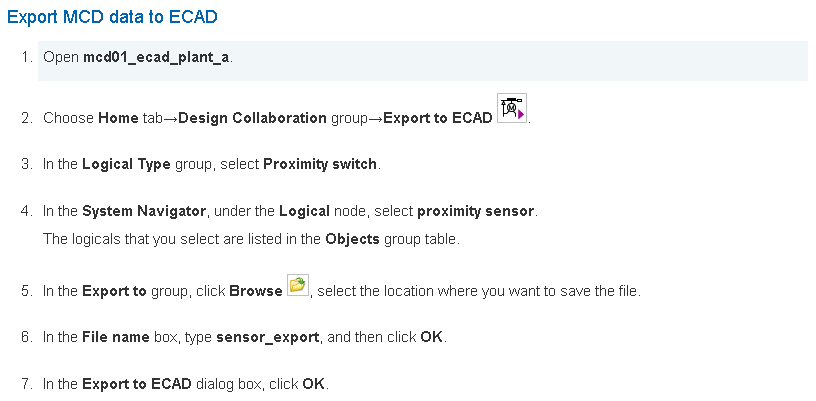 Export MCD data to ECAD
1. Open mcd01_ecad_plant_a.
2. Choose Home tab→Design Collaboration group→Export to ECAD .
3. In the Logical Type group, select Proximity switch.
4. In the System Navigator, under the Logical node, select proximity sensor.
The logicals that you select are listed in the Objects group table.
5. In the Export to group, click Browse , select the location where you want to save the file.
6. In the File name box, type sensor_export, and then click OK.
7. In the Export to ECAD dialog box, click OK.